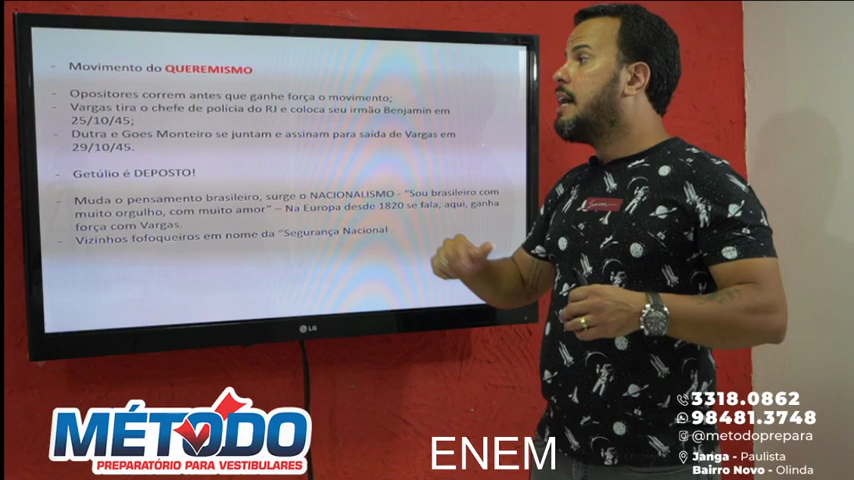 - Movimento do QUEREMISMO
- Opositores correm antes que ganhe força o movimento;
- Vargas tira o chefe de polícia do RJ e coloca seu irmão Benjamin em
25/10/45;
- Dutra e Goes Monteiro se juntam e assinam para saída de Vargas em
29/10/45.
- Getúlio é DEPOSTO!
- Muda o pensamento brasileiro, surge o NACIONALISMO - "Sou brasileiro com
muito orgulho, com muito amor" – Na Europa desde 1820 se fala, aqui, ganha
força com Vargas.
- Vizinhos fofoqueiros em nome da "Segurança Nacional
LG
MÉTODO
PREPARATÓRIO PARA VESTIBULARES
ENEM
3318.0862
98481.3748
@metodoprepara
Janga - Paulista
Bairro Novo - Olinda